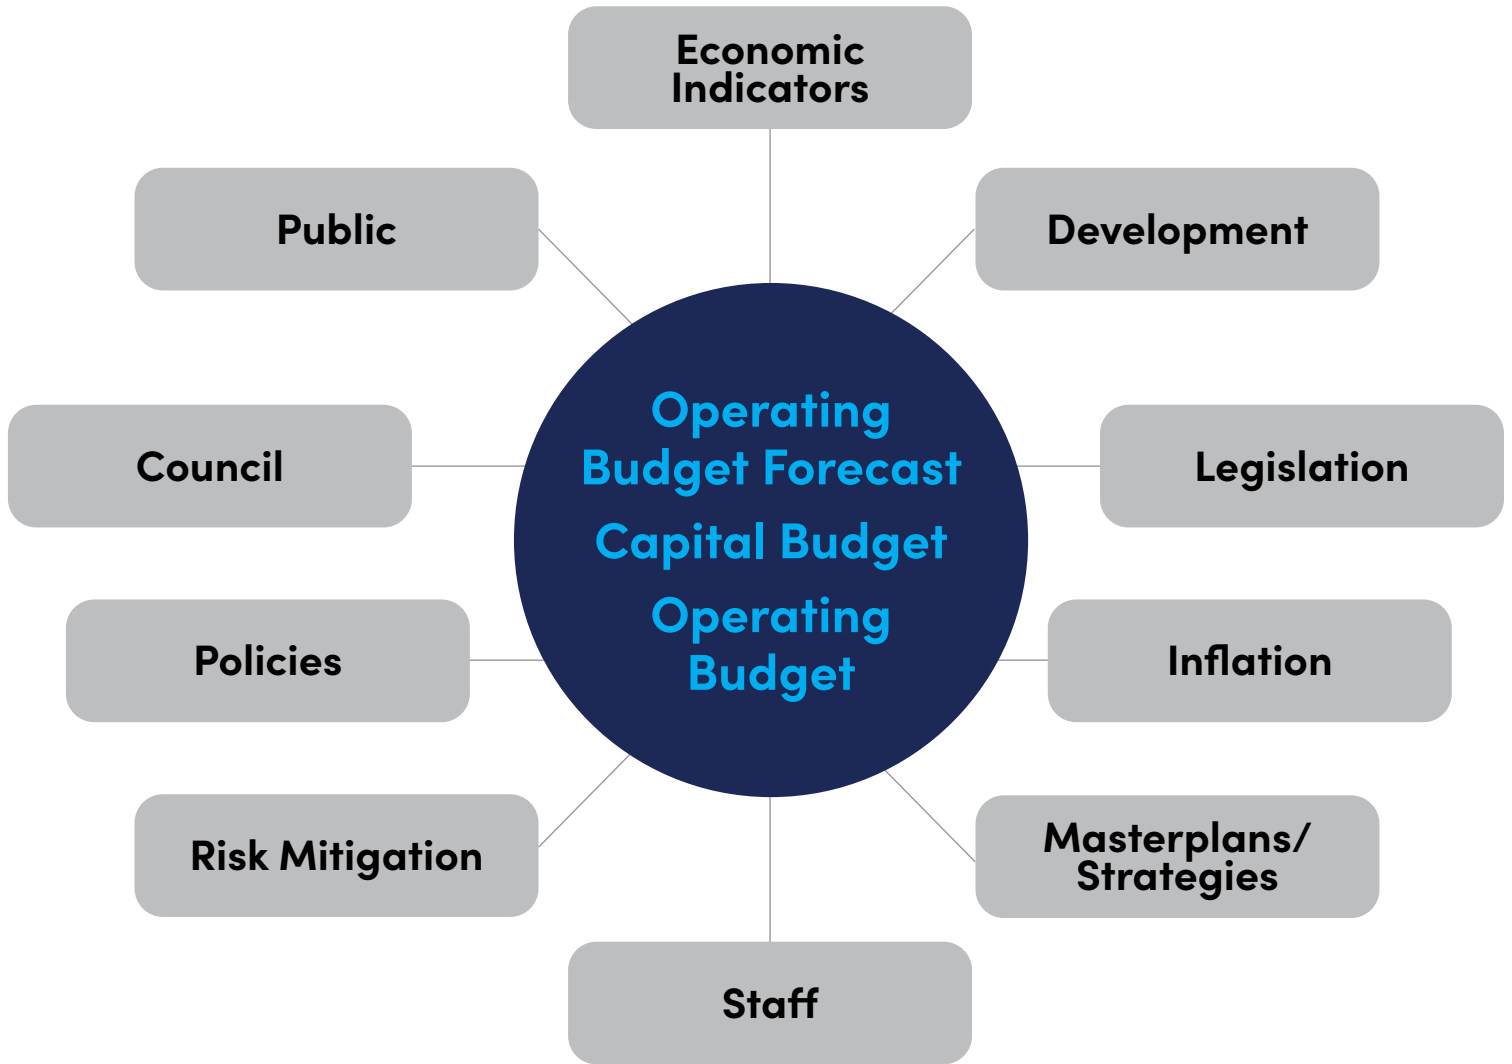 Economic
Indicators
Public
Development
Operating
Budget Forecast
Capital Budget
Operating
Budget
Council
Legislation
Policies
Inflation
Risk Mitigation
Masterplans/
Strategies
Staff